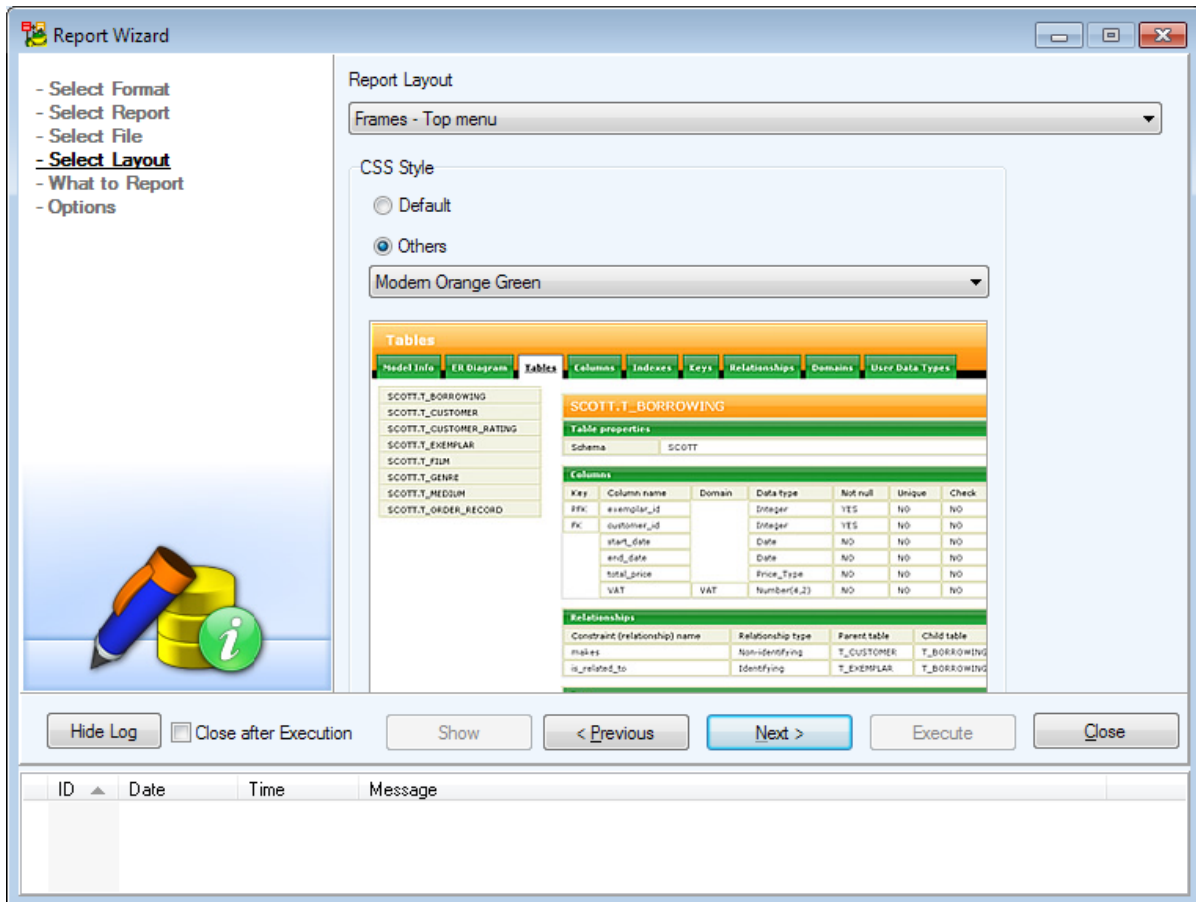 Report Wizard
- Select Format
- Select Report
- Select File
- Select Layout
- What to Report
- Options
Report Layout
Frames - Top menu
CSS Style
Default
Others
Modern Orange Green
Tables
Model Info ER Diagram Tables Columns Indexes Keys Relationships Domains User Data Types
SCOTT.T_BORROWING
SCOTT.T_CUSTOMER
SCOTT.T_CUSTOMER_RATING
SCOTT.T_EXEMPLAR
SCOTT.T_FILM
SCOTT.T_GENRE
SCOTT.T_MEDIUM
SCOTT.T_ORDER_RECORD
SCOTT.T_BORROWING
Table properties
Schema SCOTT
Columns
Key Column name Domain Data type Not null Unique Check
PFK exemplar_id Integer YES NO NO
FK customer_id Integer YES NO NO
start_date Date NO NO NO
end_date Date NO NO NO
total_price Price_Type NO NO NO
VAT VAT Number(4,2) NO NO NO
Relationships
Constraint (relationship) name Relationship type Parent table Child table
makes Non-identifying T_CUSTOMER T_BORROWING
is_related_to Identifying T_EXEMPLAR T_BORROWING
Hide Log Close after Execution Show < Previous Next > Execute Close
ID Date Time Message